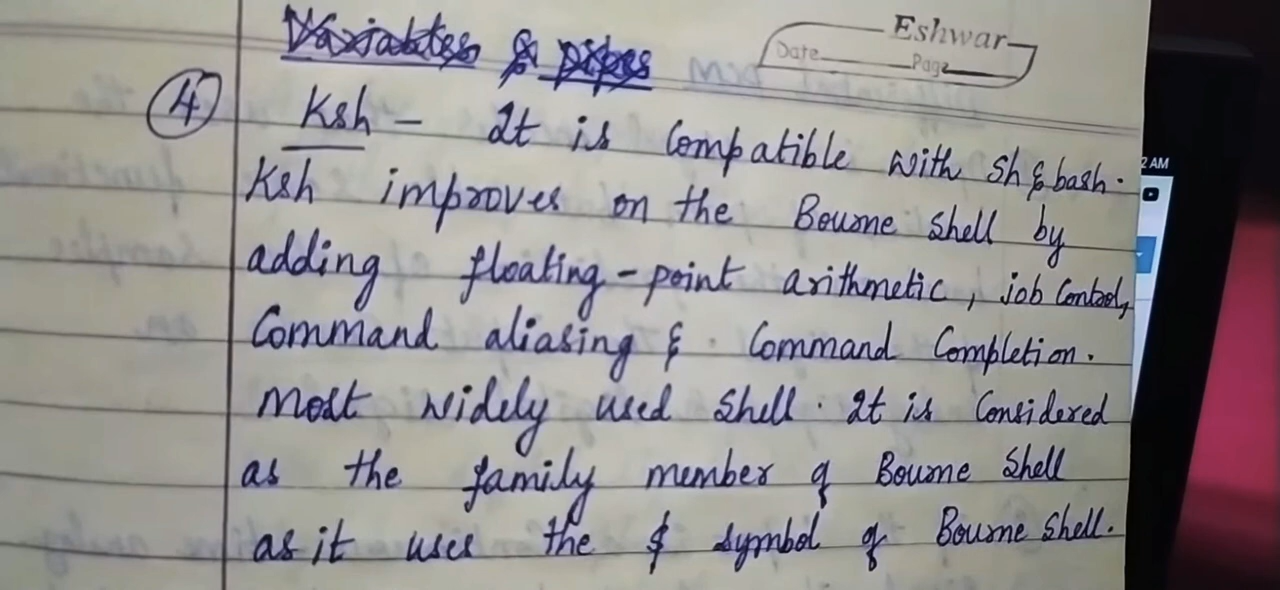 Variables & pipes
Eshwar
Date Page
4 Ksh - It is Compatible with sh & bash.
Ksh improves on the Bourne Shell by
adding floating-point arithmetic, job Control,
Command aliasing & Command Completion.
most widely used Shell. It is Considered
as the family member of Bourne Shell
as it uses the $ symbol of Bourne Shell.
2 AM